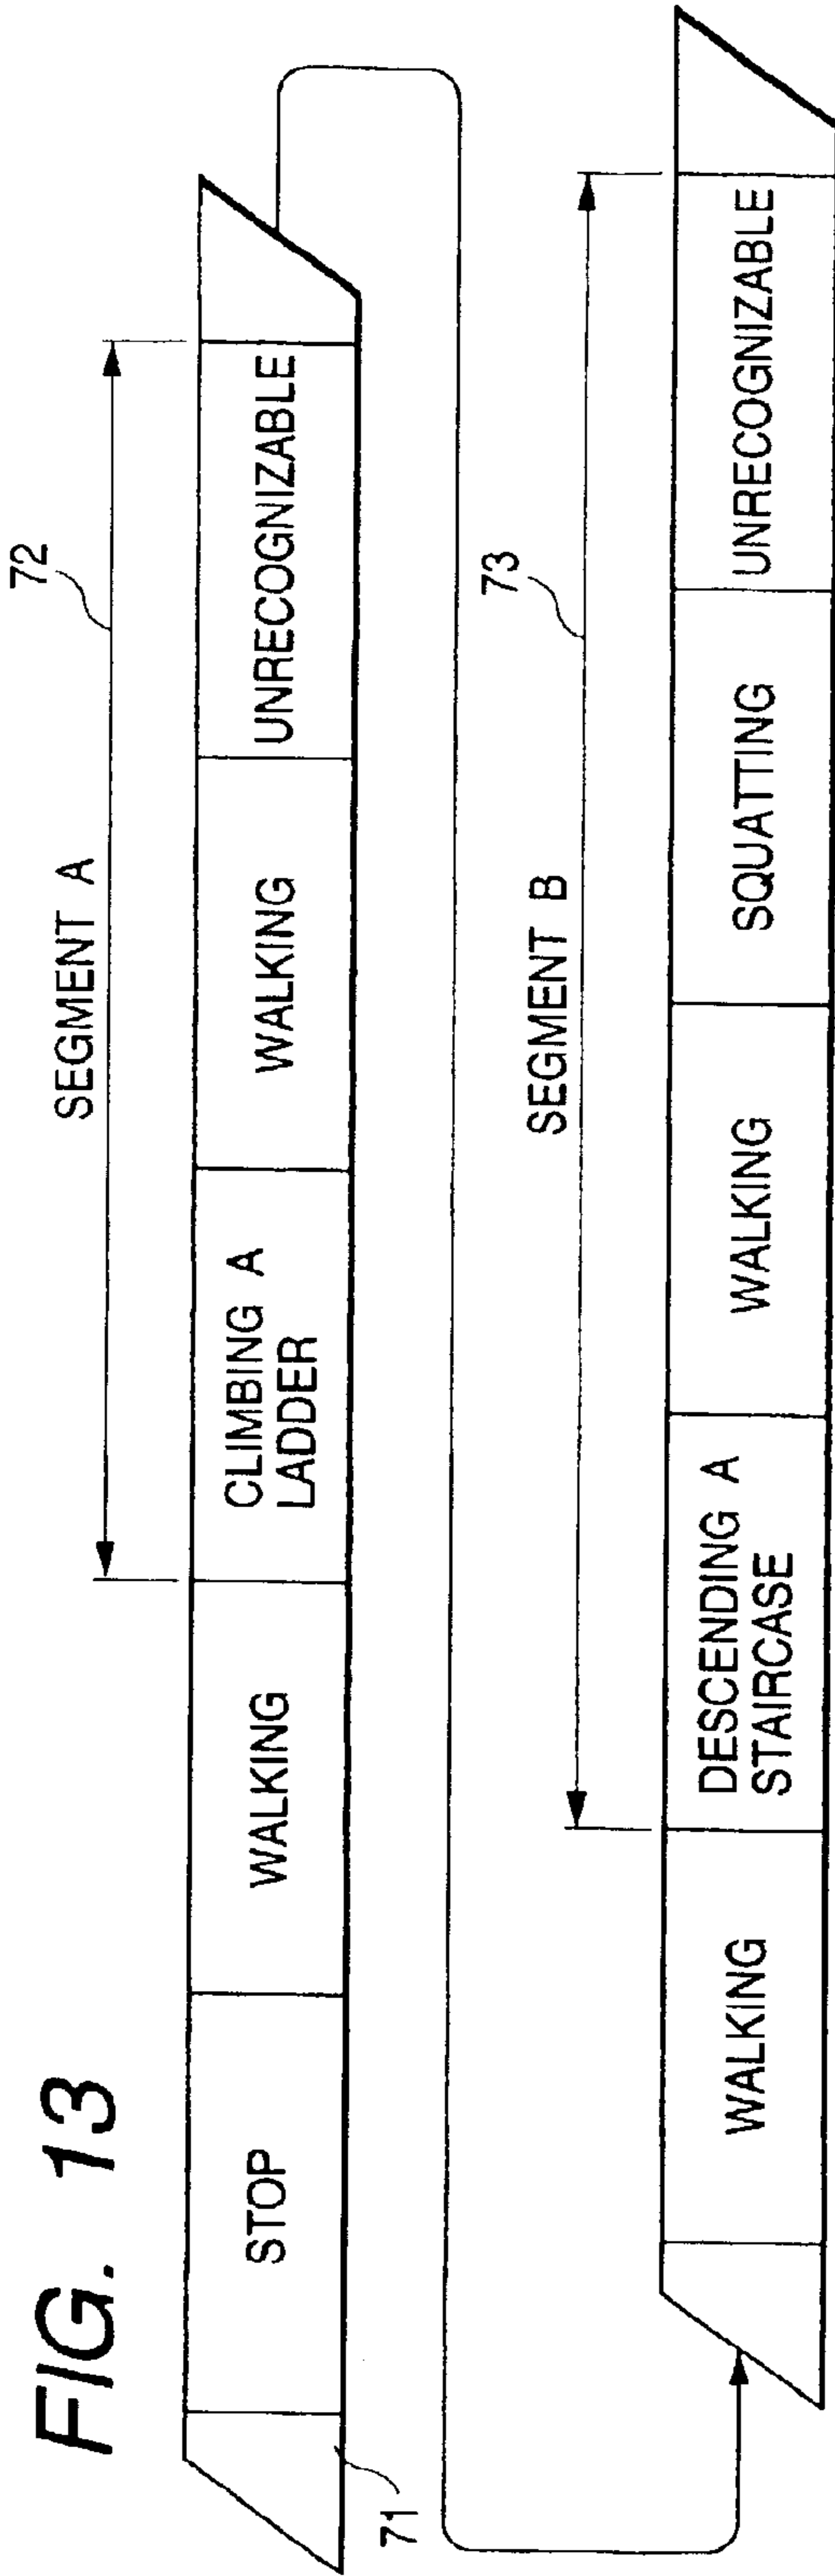 FIG. 13
72
SEGMENT A
STOP
WALKING
CLIMBING A
LADDER
WALKING
UNRECOGNIZABLE
71
73
SEGMENT B
WALKING
DESCENDING A
STAIRCASE
WALKING
SQUATTING
UNRECOGNIZABLE